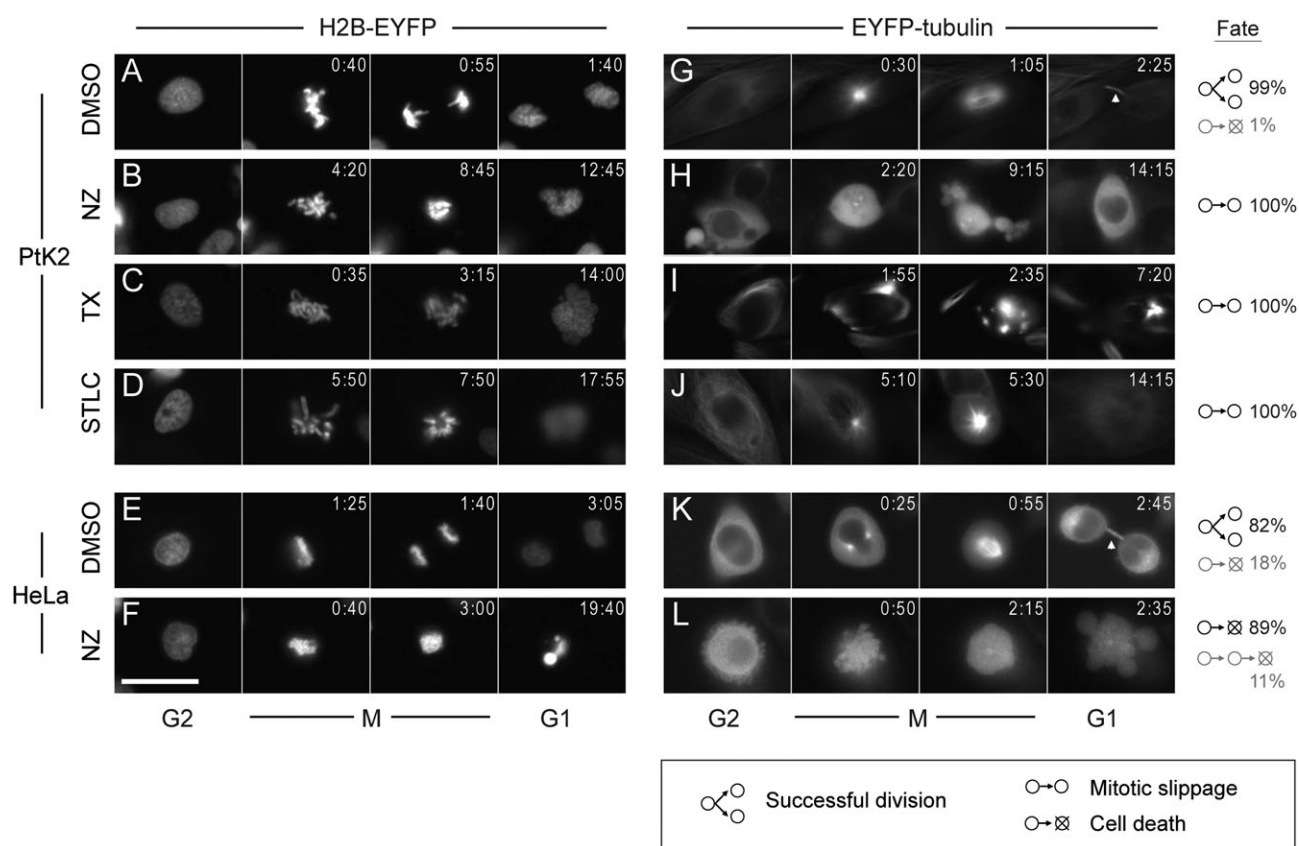 H2B-EYFP EYFP-tubulin Fate
PtK2
DMSO
A 0:40 0:55 1:40 G 0:30 1:05 2:25 99%
1%
NZ
B 4:20 8:45 12:45 H 2:20 9:15 14:15 100%
TX
C 0:35 3:15 14:00 I 1:55 2:35 7:20 100%
STLC
D 5:50 7:50 17:55 J 5:10 5:30 14:15 100%
HeLa
DMSO
E 1:25 1:40 3:05 K 0:25 0:55 2:45 82%
18%
NZ
F 0:40 3:00 19:40 L 0:50 2:15 2:35 89%
11%
G2 M G1 G2 M G1
Successful division Mitotic slippage
Cell death